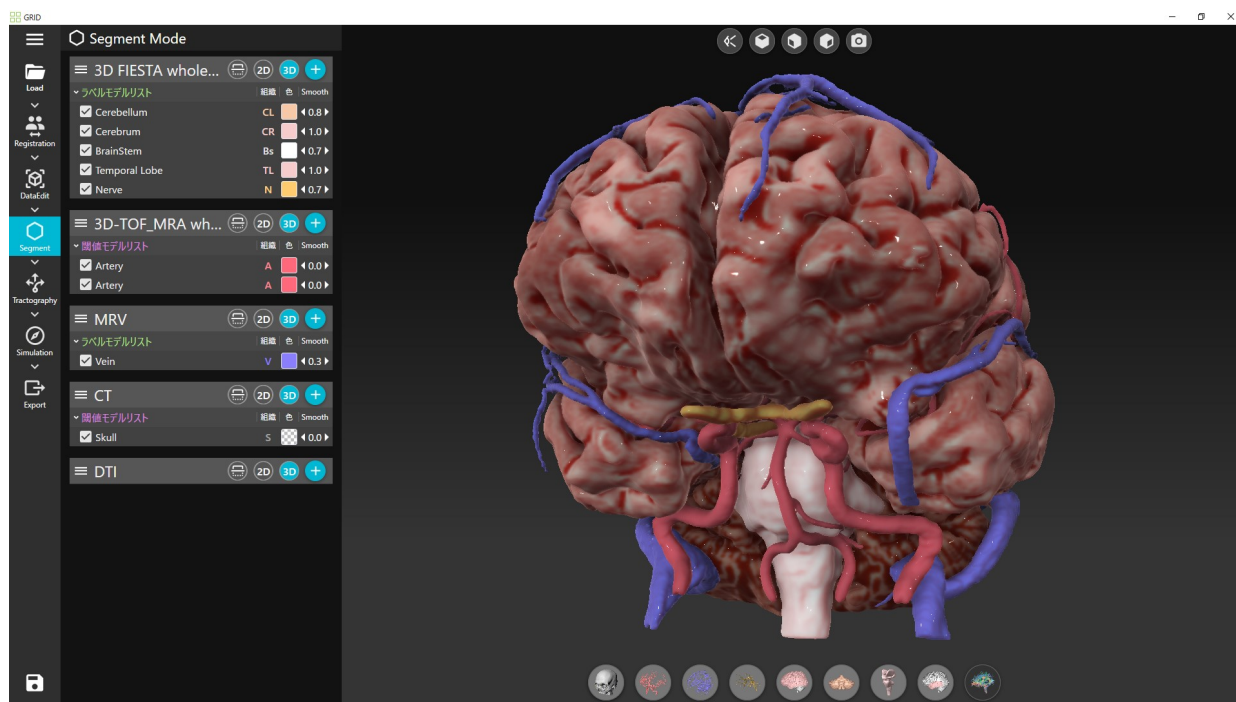 GRID
Segment Mode
Load
Registration
DataEdit
Segment
Tractography
Simulation
Export
3D FIESTA whole... 2D 3D
ラベルモデルリスト 組織 色 Smooth
Cerebellum CL 0.8
Cerebrum CR 1.0
BrainStem Bs 0.7
Temporal Lobe TL 1.0
Nerve N 0.7
3D-TOF_MRA wh... 2D 3D
閾値モデルリスト 組織 色 Smooth
Artery A 0.0
Artery A 0.0
MRV 2D 3D
ラベルモデルリスト 組織 色 Smooth
Vein V 0.3
CT 2D 3D
閾値モデルリスト 組織 色 Smooth
Skull S 0.0
DTI 2D 3D